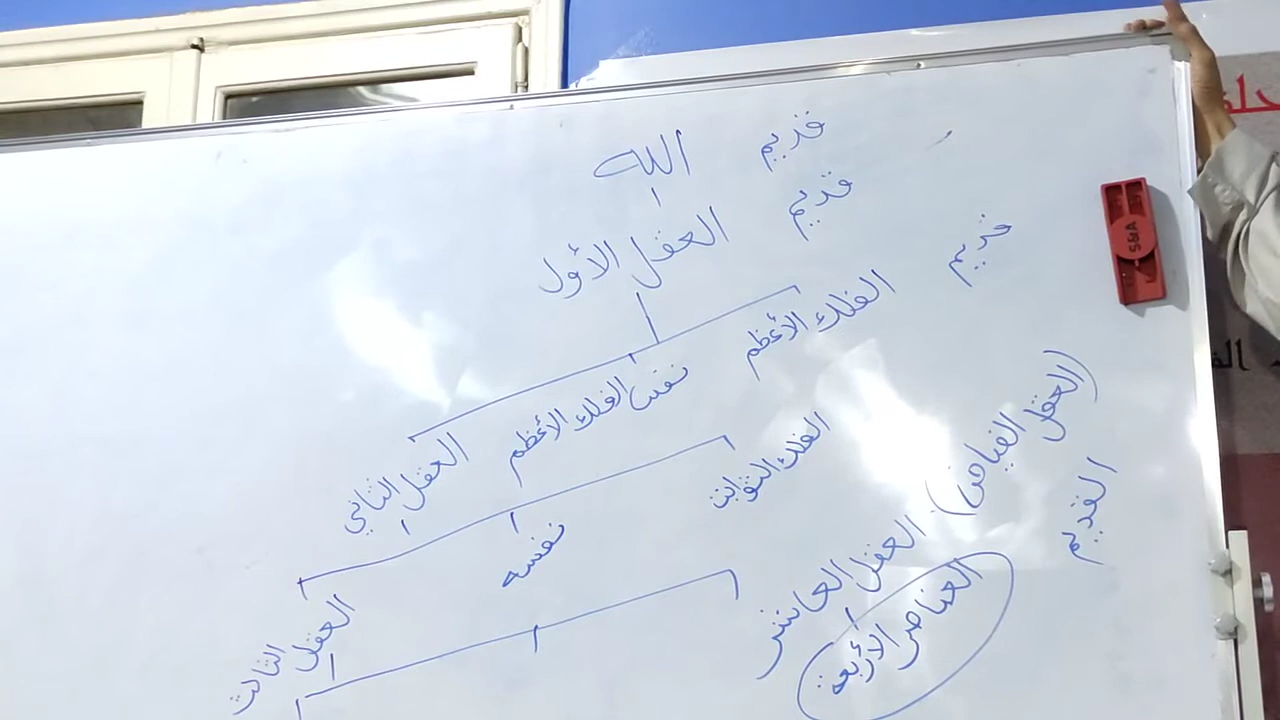 قديم
الله
قديم
العقل الأول
قديم
الفلك الأعظم
نفس الفلك الأعظم
العقل الثاني
الفلك الثوابت
نفسه
العقل الثالث
(العقل الفياض)
العقل العاشر
القديم
العناصر الأربعة
S&A